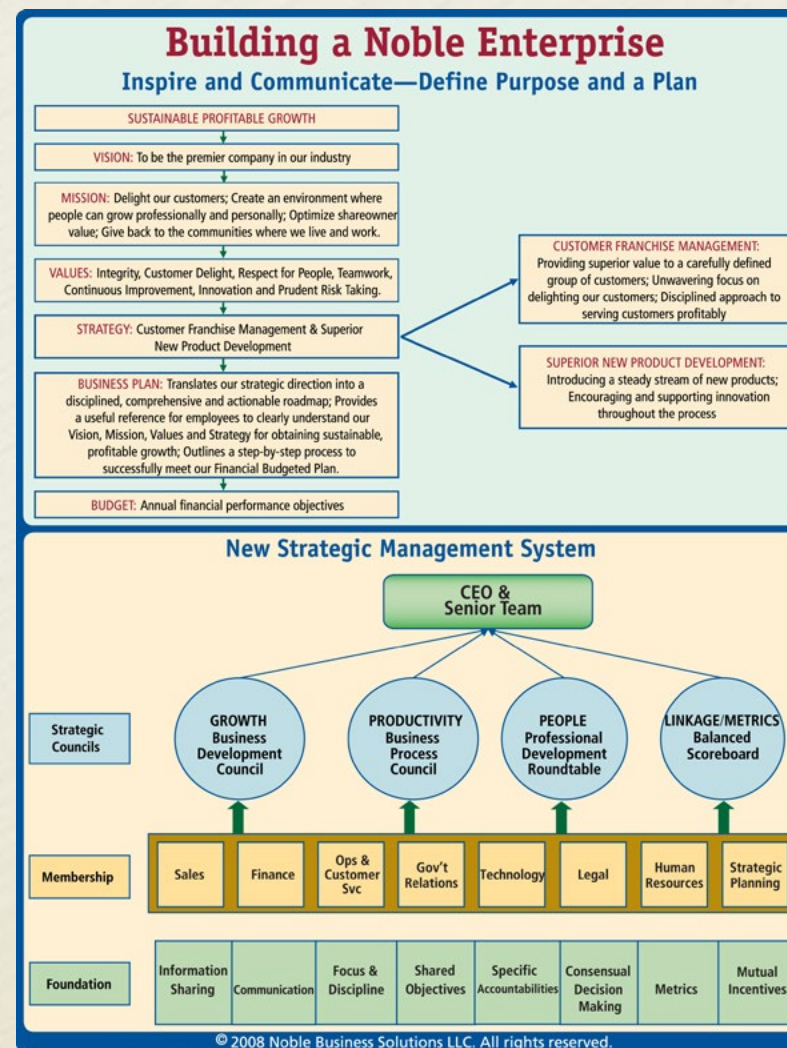 Building a Noble Enterprise
Inspire and Communicate—Define Purpose and a Plan
SUSTAINABLE PROFITABLE GROWTH
VISION: To be the premier company in our industry
MISSION: Delight our customers; Create an environment where
people can grow professionally and personally; Optimize shareowner
value; Give back to the communities where we live and work.
VALUES: Integrity, Customer Delight, Respect for People, Teamwork,
Continuous Improvement, Innovation and Prudent Risk Taking.
STRATEGY: Customer Franchise Management & Superior
New Product Development
BUSINESS PLAN: Translates our strategic direction into a
disciplined, comprehensive and actionable roadmap; Provides
a useful reference for employees to clearly understand our
Vision, Mission, Values and Strategy for obtaining sustainable,
profitable growth; Outlines a step-by-step process to
successfully meet our Financial Budgeted Plan.
BUDGET: Annual financial performance objectives
CUSTOMER FRANCHISE MANAGEMENT:
Providing superior value to a carefully defined
group of customers; Unwavering focus on
delighting our customers; Disciplined approach to
serving customers profitably
SUPERIOR NEW PRODUCT DEVELOPMENT:
Introducing a steady stream of new products;
Encouraging and supporting innovation
throughout the process
New Strategic Management System
CEO &
Senior Team
Strategic
Councils
GROWTH
Business
Development
Council
PRODUCTIVITY
Business
Process
Council
PEOPLE
Professional
Development
Roundtable
LINKAGE/METRICS
Balanced
Scoreboard
Membership
Sales
Finance
Ops &
Customer
Svc
Gov't
Relations
Technology
Legal
Human
Resources
Strategic
Planning
Foundation
Information
Sharing
Communication
Focus &
Discipline
Shared
Objectives
Specific
Accountabilities
Consensual
Decision
Making
Metrics
Mutual
Incentives
© 2008 Noble Business Solutions LLC. All rights reserved.